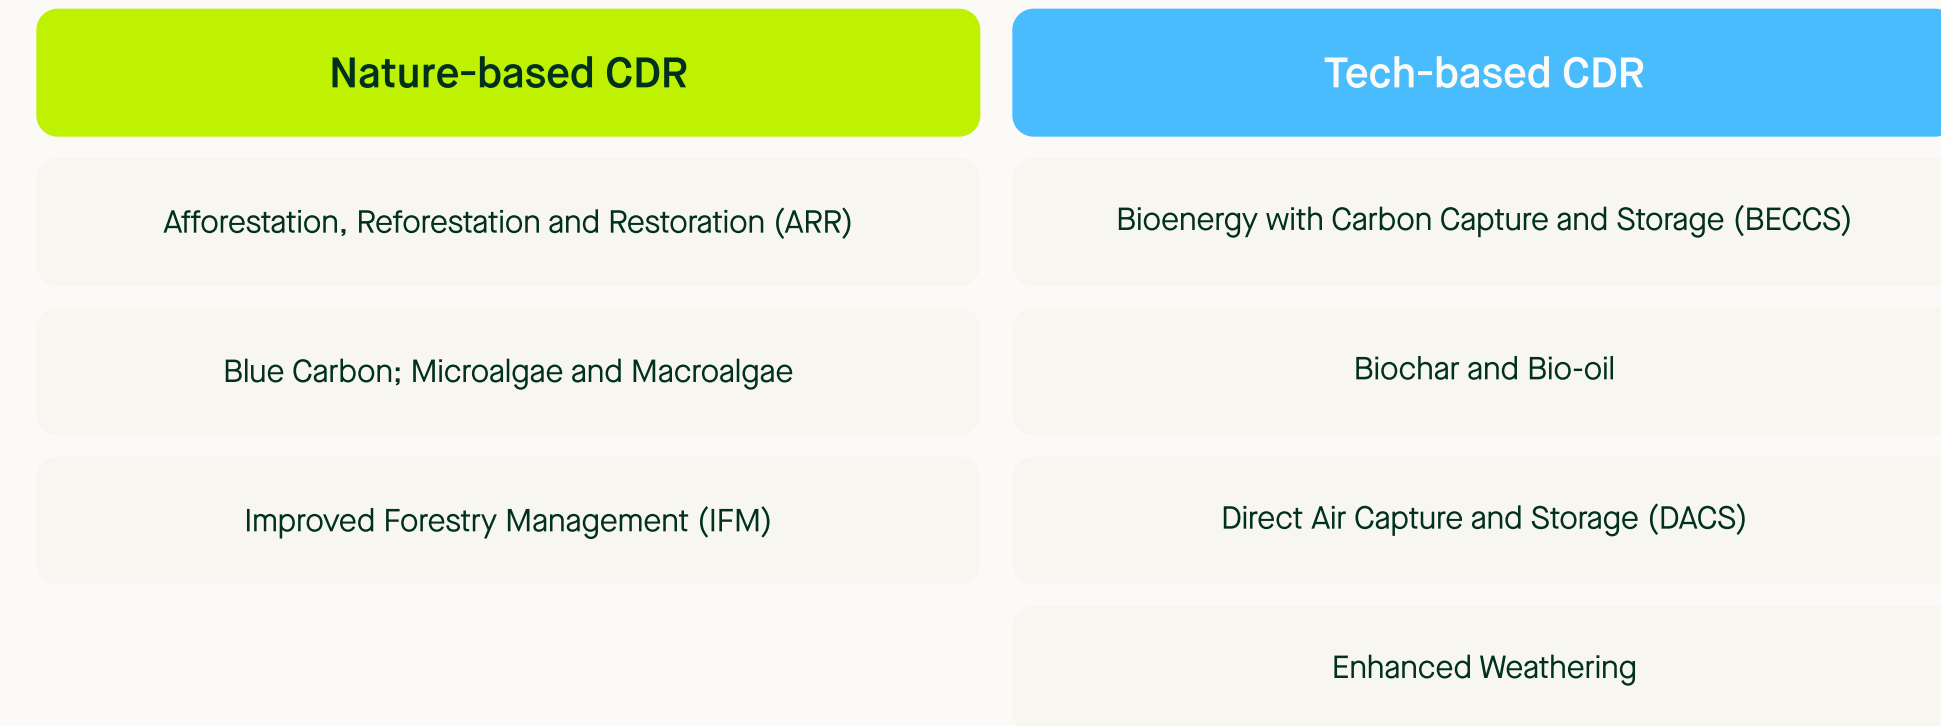 Nature-based CDR
Tech-based CDR
Afforestation, Reforestation and Restoration (ARR)
Bioenergy with Carbon Capture and Storage (BECCS)
Blue Carbon; Microalgae and Macroalgae
Biochar and Bio-oil
Improved Forestry Management (IFM)
Direct Air Capture and Storage (DACS)
Enhanced Weathering